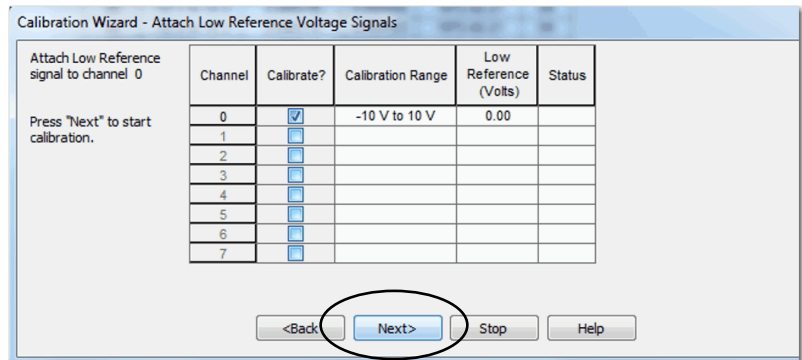 Calibration Wizard - Attach Low Reference Voltage Signals
Attach Low Reference
signal to channel 0
Press "Next" to start
calibration.
Channel Calibrate? Calibration Range Low Reference (Volts) Status
0 -10 V to 10 V 0.00
1
2
3
4
5
6
7
<Back Next> Stop Help